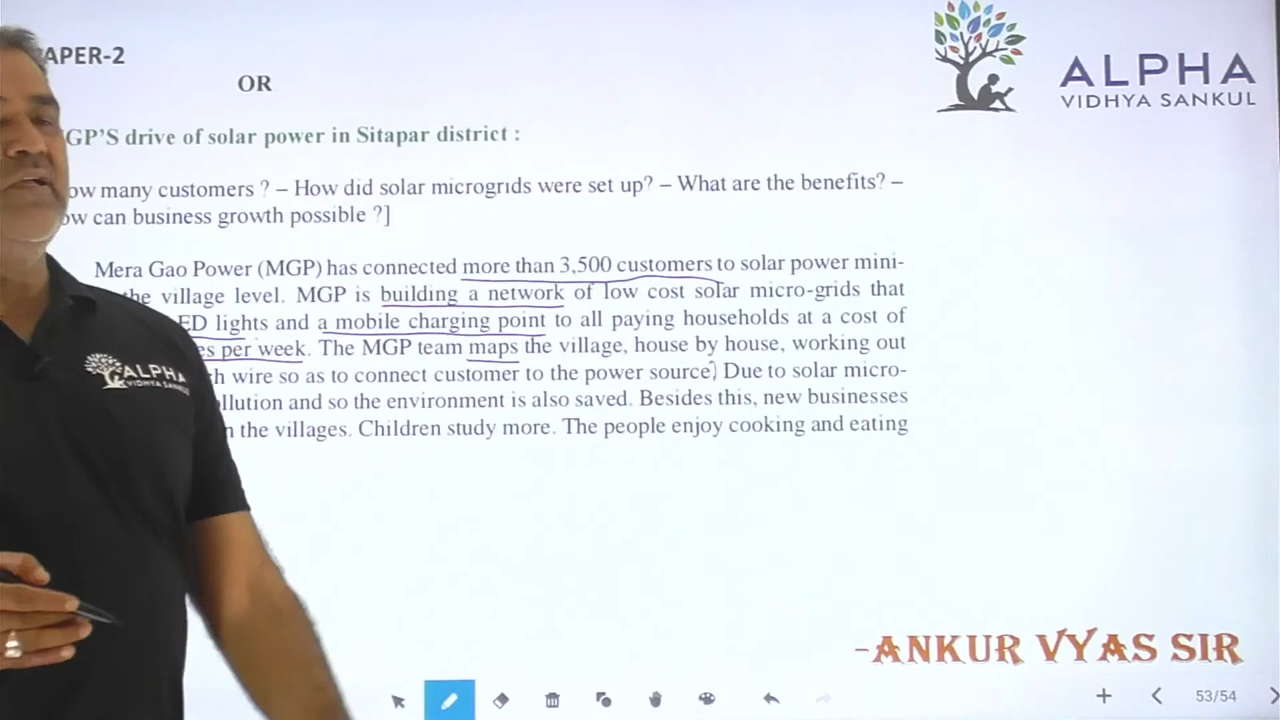 APER-2
OR
ALPHA
VIDHYA SANKUL
GP'S drive of solar power in Sitapar district :
ow many customers ? – How did solar microgrids were set up? – What are the benefits? –
ow can business growth possible ?]
Mera Gao Power (MGP) has connected more than 3,500 customers to solar power mini-
the village level. MGP is building a network of low cost solar micro-grids that
ED lights and a mobile charging point to all paying households at a cost of
es per week. The MGP team maps the village, house by house, working out
h wire so as to connect customer to the power source. Due to solar micro-
llution and so the environment is also saved. Besides this, new businesses
n the villages. Children study more. The people enjoy cooking and eating
ALPHA
VIDHYA SANKUL
-ANKUR VYAS SIR
53/54